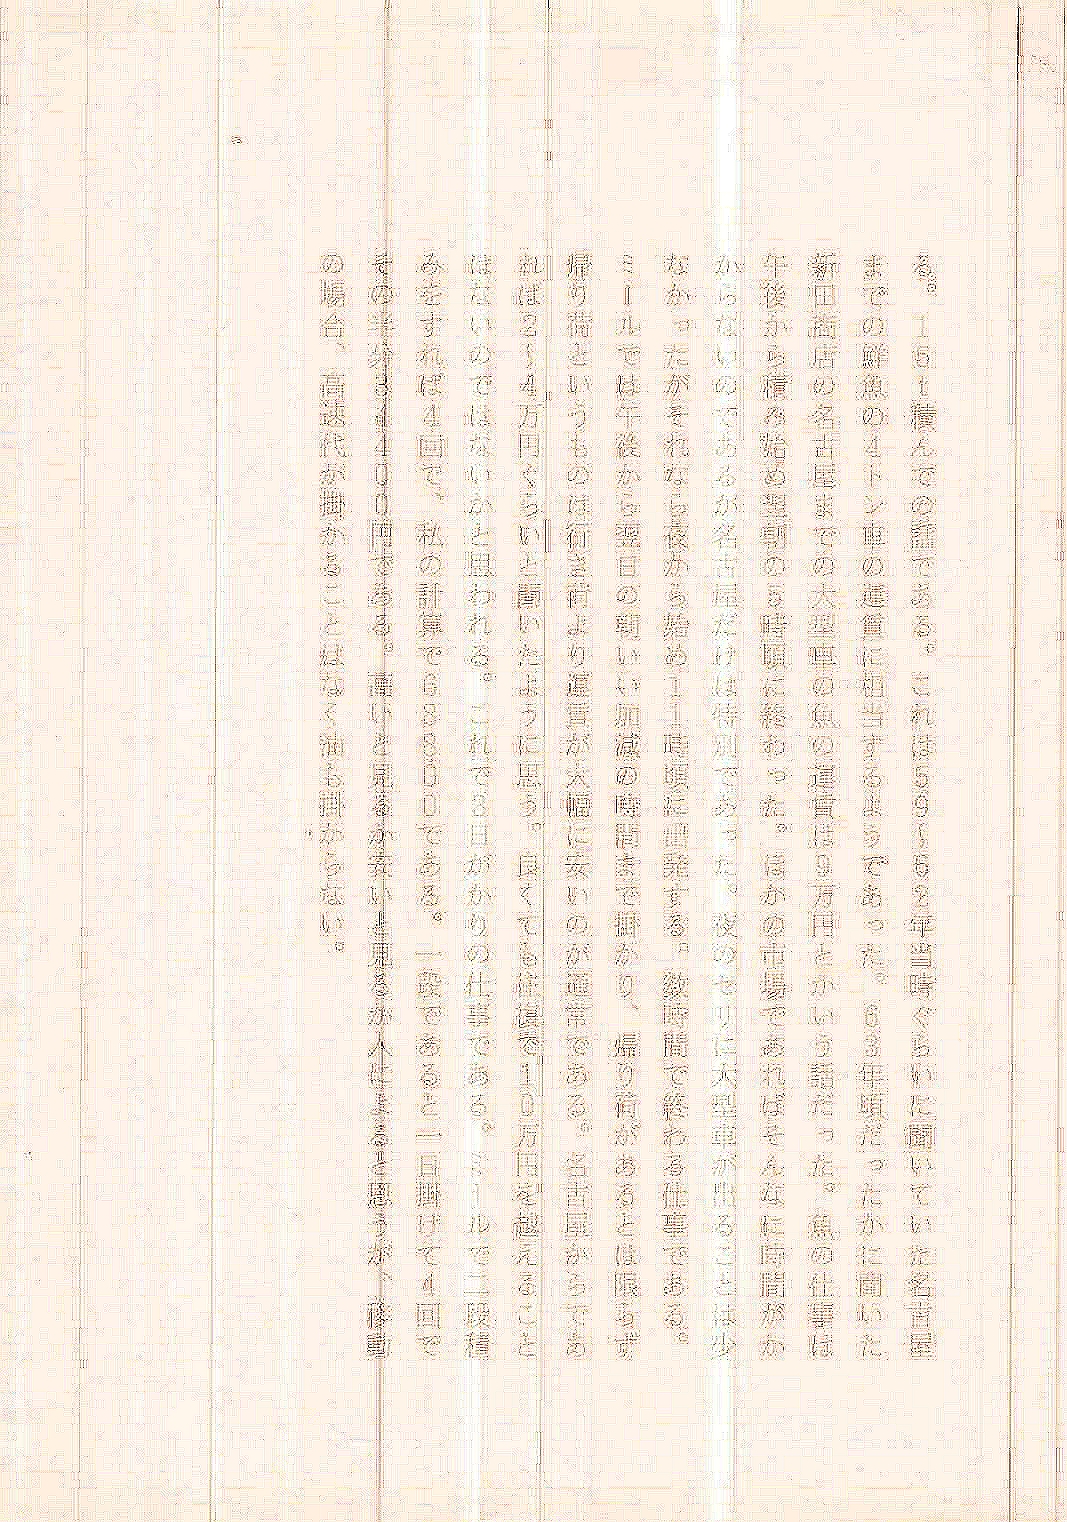 る。１５ｔ積んでの話である。これは５９〜６２年当時ぐらいに聞いていた名古屋
までの鮮魚の４トン車の運賃に相当するようであった。６３年頃だったかに聞いた
新田商店の名古屋までの大型車の魚の運賃は９万円とかいう話だった。魚の仕事は
午後から積み始め翌朝の５時頃に終わった。ほかの市場であればそんなに時間がか
からないのであるが名古屋だけは特別であった。夜のセリに大型車が出ることは少
なかったがそれなら夜から始め１１時頃に出発する。数時間で終わる仕事である。
ミールでは午後から翌日の朝いい加減の時間まで掛かり、帰り荷があるとは限らず
帰り荷というものは行き荷より運賃が大幅に安いのが通常である。名古屋からであ
れば２〜４万円ぐらいと聞いたように思う。良くても往復で１０万円を越えること
はないのではないかと思われる。これで３日がかりの仕事である。ミールで二段積
みをすれば４回で、私の計算で６８８００である。一段であると一日掛けて４回で
その半分３４４００円である。高いと見るか安いと見るか人によると思うが、移動
の場合、高速代が掛かることはなく油も掛からない。